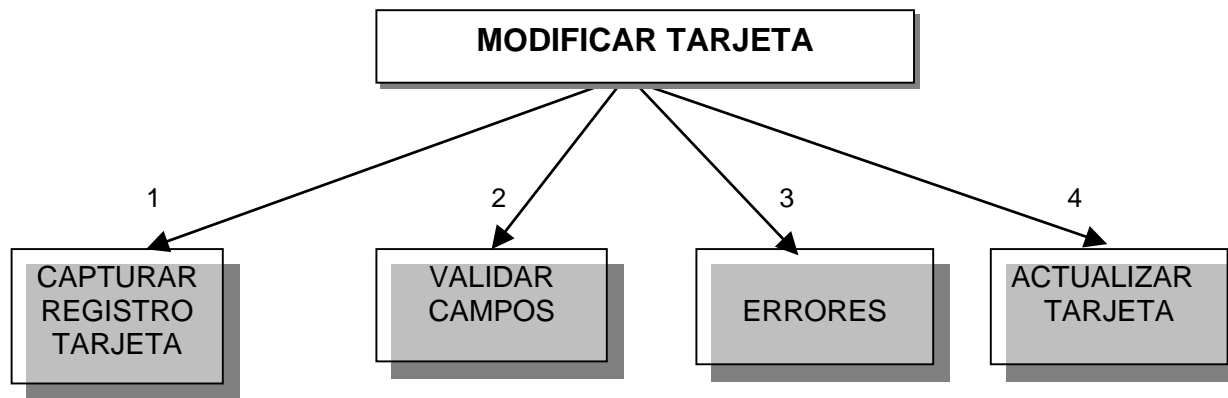 MODIFICAR TARJETA
1
2
3
4
CAPTURAR
REGISTRO
TARJETA
VALIDAR
CAMPOS
ERRORES
ACTUALIZAR
TARJETA